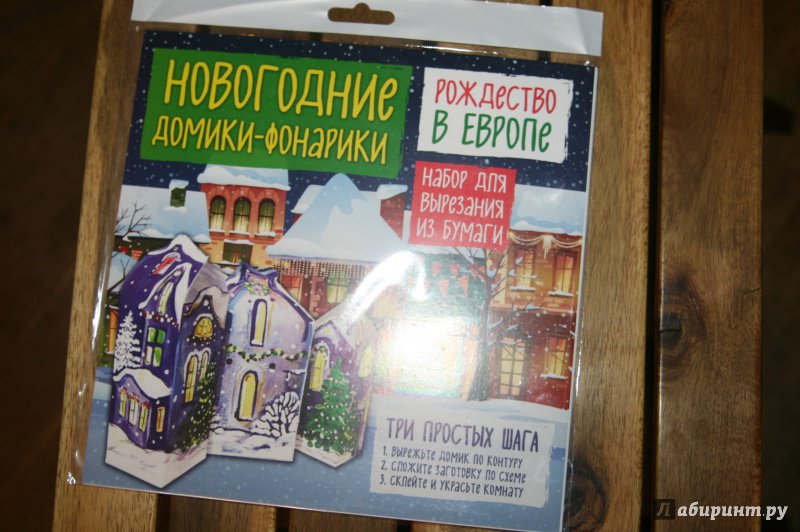 НОВОГОДНИЕ
ДОМИКИ-ФОНАРИКИ
РОЖДЕСТВО
В ЕВРОПЕ
НАБОР ДЛЯ
ВЫРЕЗАНИЯ
ИЗ БУМАГИ
ТРИ ПРОСТЫХ ШАГА
1. ВЫРЕЖЬТЕ ДОМИК ПО КОНТУРУ
2. СЛОЖИТЕ ЗАГОТОВКУ ПО СХЕМЕ
3. СКЛЕЙТЕ И УКРАСЬТЕ КОМНАТУ
Лабиринт.ру